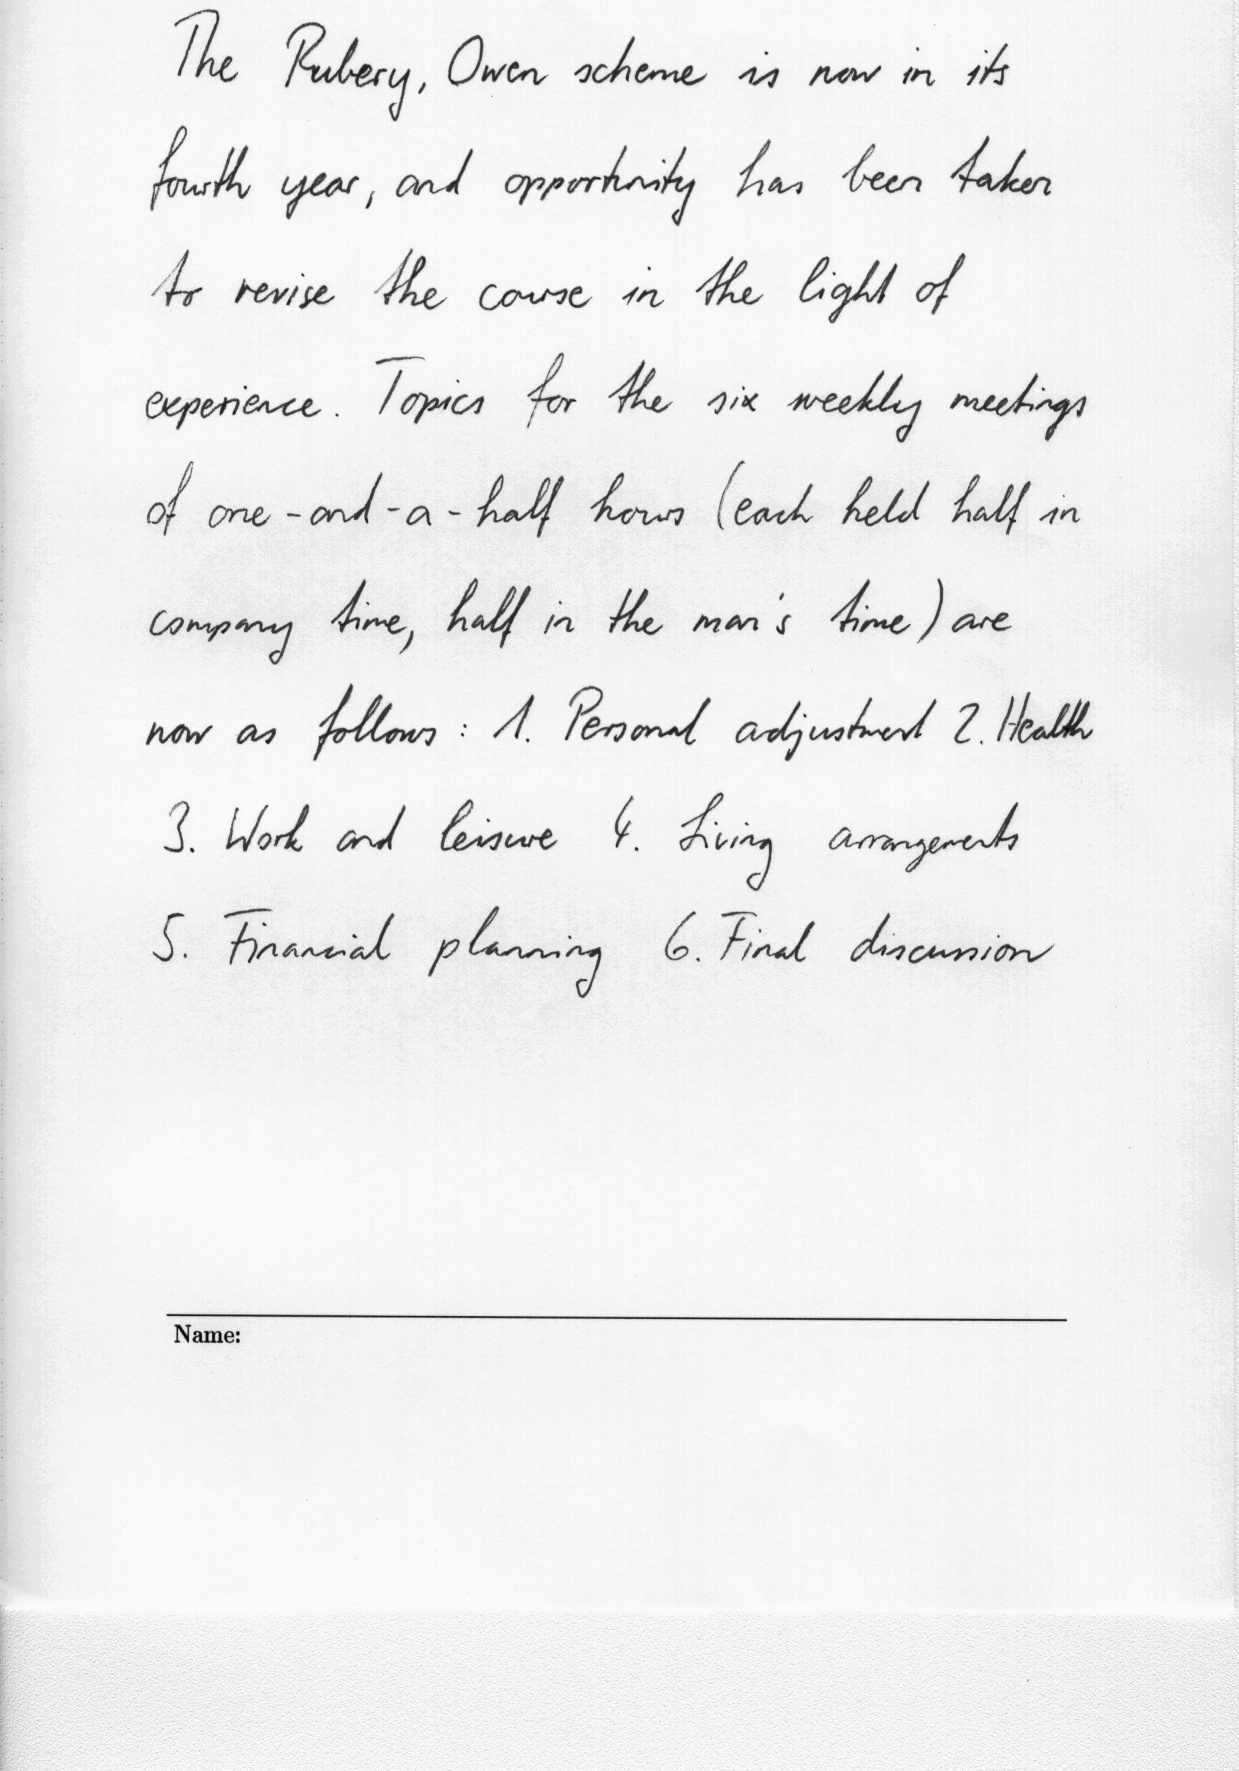 The Rubery, Owen scheme is now in its
fourth year, and opportunity has been taken
to revise the course in the light of
experience. Topics for the six weekly meetings
of one-and-a-half hours (each held half in
company time, half in the man's time) are
now as follows: 1. Personal adjustment 2. Health
3. Work and leisure 4. Living arrangements
5. Financial planning 6. Final discussion
Name: